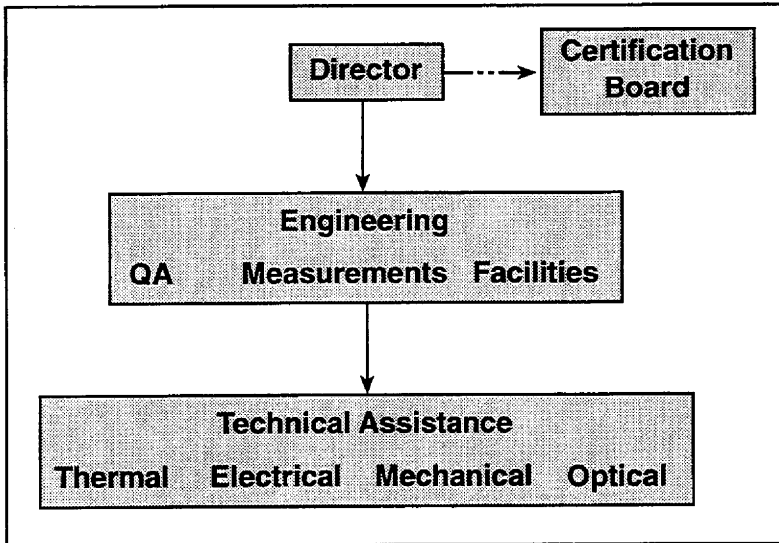 Director
Certification
Board
Engineering
QA Measurements Facilities
Technical Assistance
Thermal Electrical Mechanical Optical